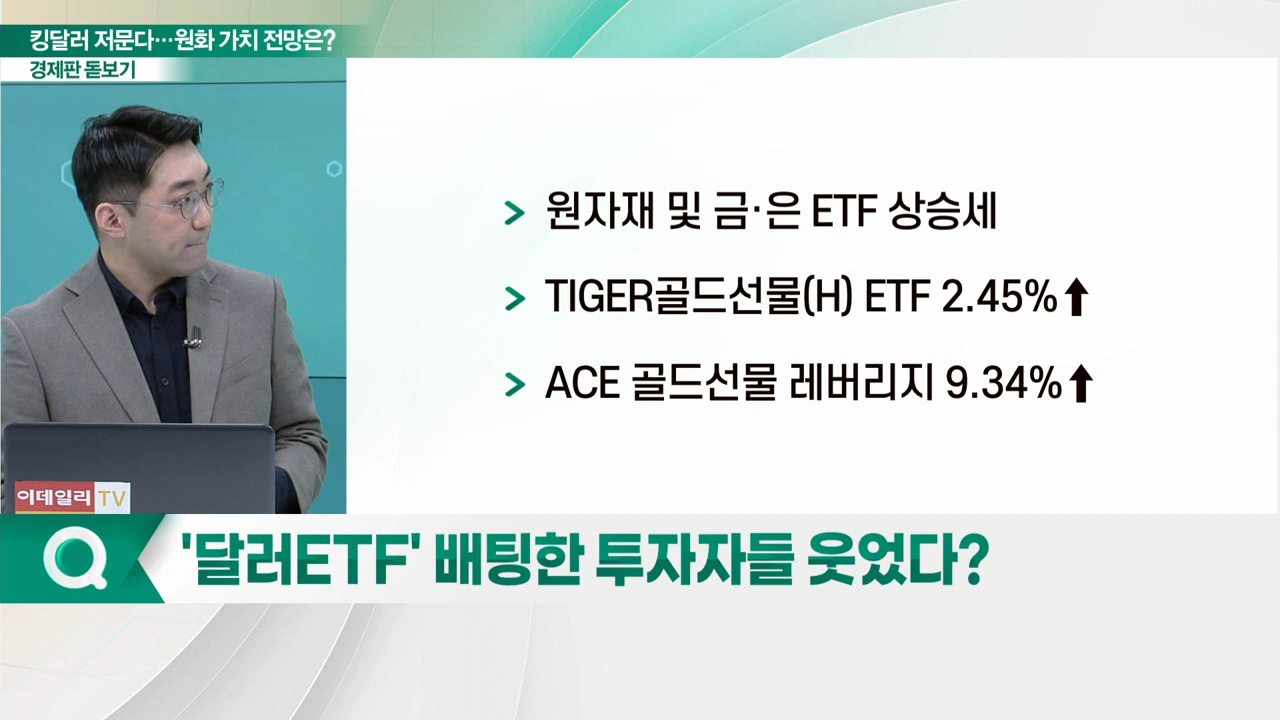 킹달러 저문다…원화 가치 전망은?
경제판 돋보기
> 원자재 및 금·은 ETF 상승세
> TIGER골드선물(H) ETF 2.45%⬆
> ACE 골드선물 레버리지 9.34%⬆
이데일리 TV
Q '달러ETF' 배팅한 투자자들 웃었다?